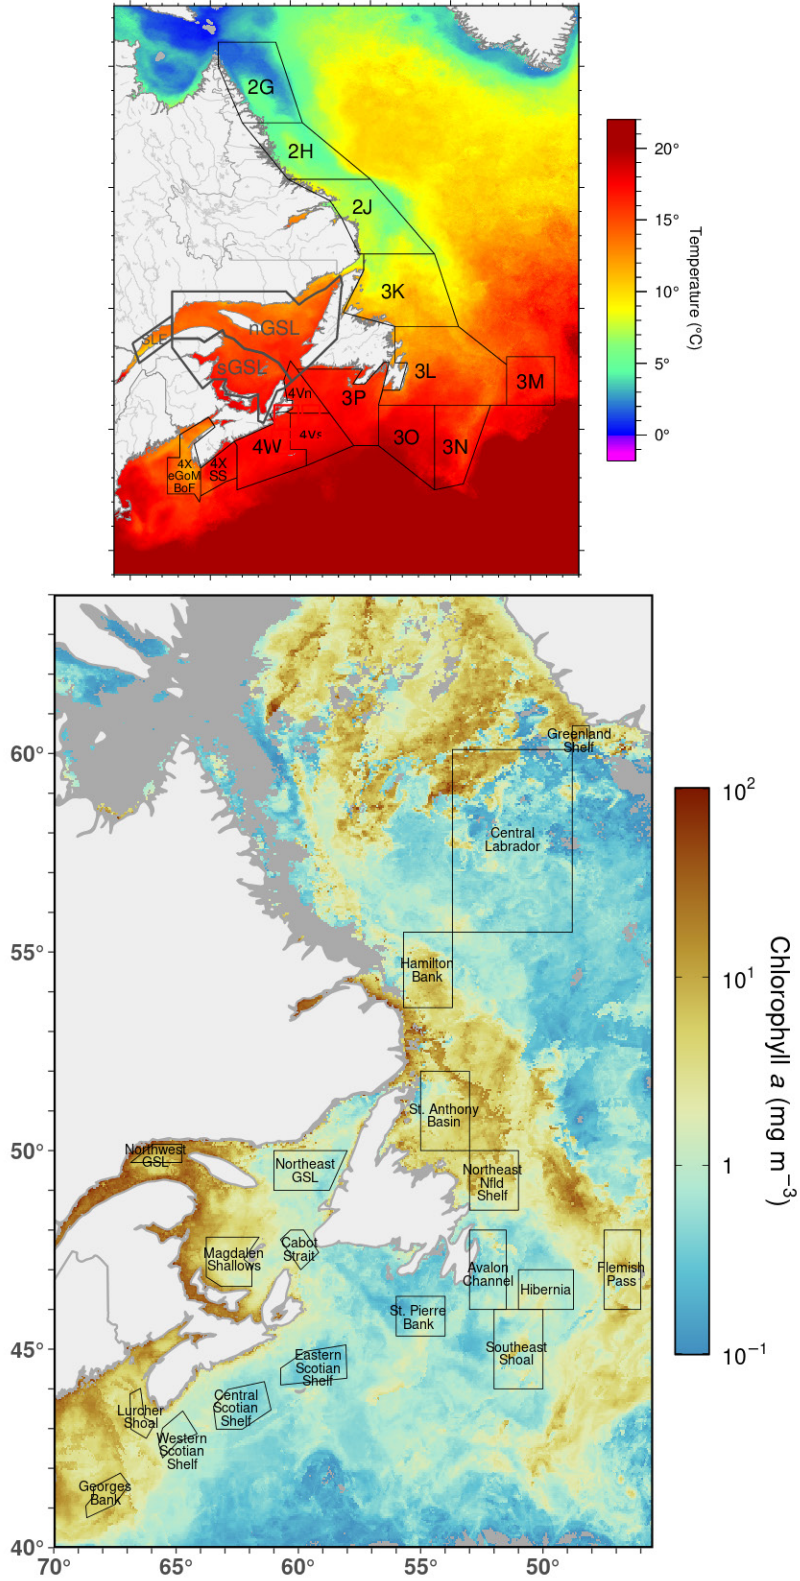 2G
2H
2J
3K
nGSL
SLE
sGSL
3L
3M
4Vn
3P
3O
3N
4W
4Vs
4X
eGoM
BoF
4X
SS
20°
15°
10°
5°
0°
Temperature (°C)
Greenland
Shelf
Central
Labrador
Hamilton
Bank
St. Anthony
Basin
Northwest
GSL
Northeast
GSL
Northeast
Nfld
Shelf
Magdalen
Shallows
Cabot
Strait
Avalon
Channel
Hibernia
Flemish
Pass
St. Pierre
Bank
Southeast
Shoal
Eastern
Scotian
Shelf
Central
Scotian
Shelf
Lurcher
Shoal
Western
Scotian
Shelf
Georges
Bank
60°
55°
50°
45°
40°
70°
65°
60°
55°
50°
10²
10¹
1
10⁻¹
Chlorophyll a (mg m⁻³)